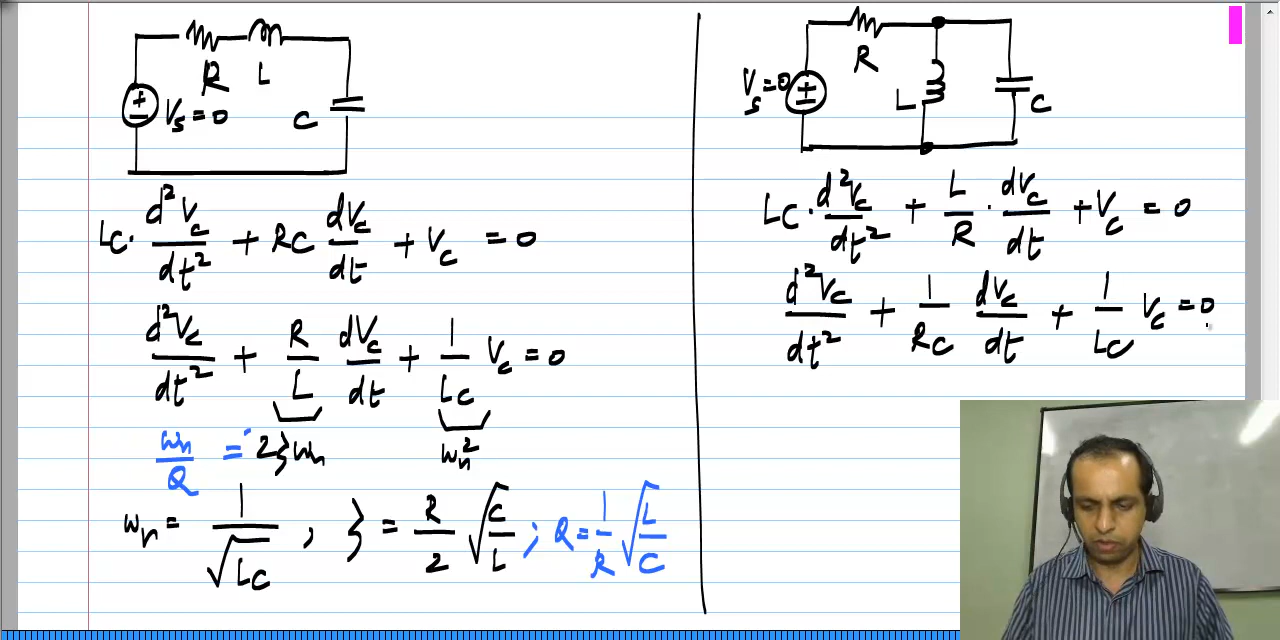 R L
± Vs = 0 C
LC · d²Vc/dt² + RC dVc/dt + Vc = 0
d²Vc/dt² + R/L dVc/dt + 1/LC Vc = 0
ωn/Q = 2ξωn ωn²
ωn = 1/√LC , ξ = R/2 √C/L ; Q = 1/R √L/C
R
Vs = 0 ± L C
LC · d²Vc/dt² + L/R · dVc/dt + Vc = 0
d²Vc/dt² + 1/RC dVc/dt + 1/LC Vc = 0